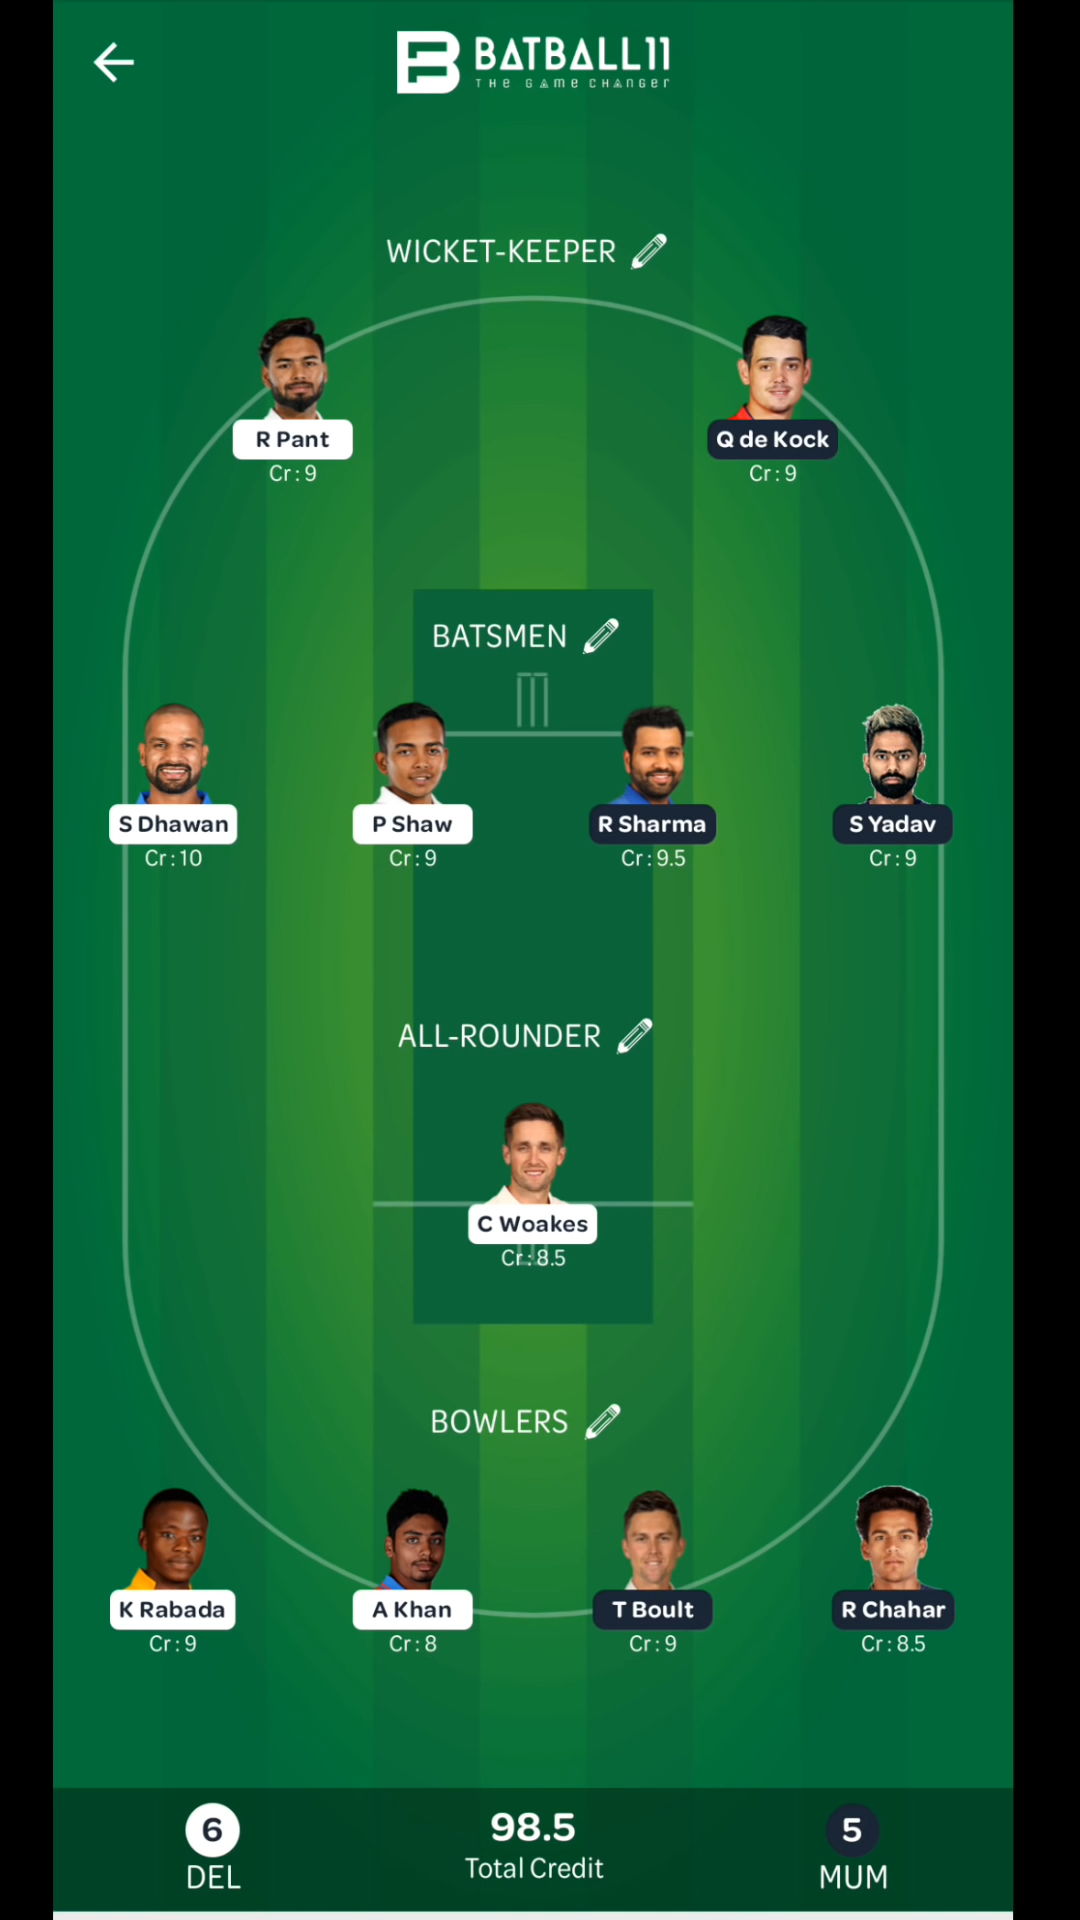 BATBALL11
THE GAME CHANGER
WICKET-KEEPER
R Pant
Cr : 9
Q de Kock
Cr : 9
BATSMEN
S Dhawan
Cr : 10
P Shaw
Cr : 9
R Sharma
Cr : 9.5
S Yadav
Cr : 9
ALL-ROUNDER
C Woakes
Cr : 8.5
BOWLERS
K Rabada
Cr : 9
A Khan
Cr : 8
T Boult
Cr : 9
R Chahar
Cr : 8.5
6
DEL
98.5
Total Credit
5
MUM